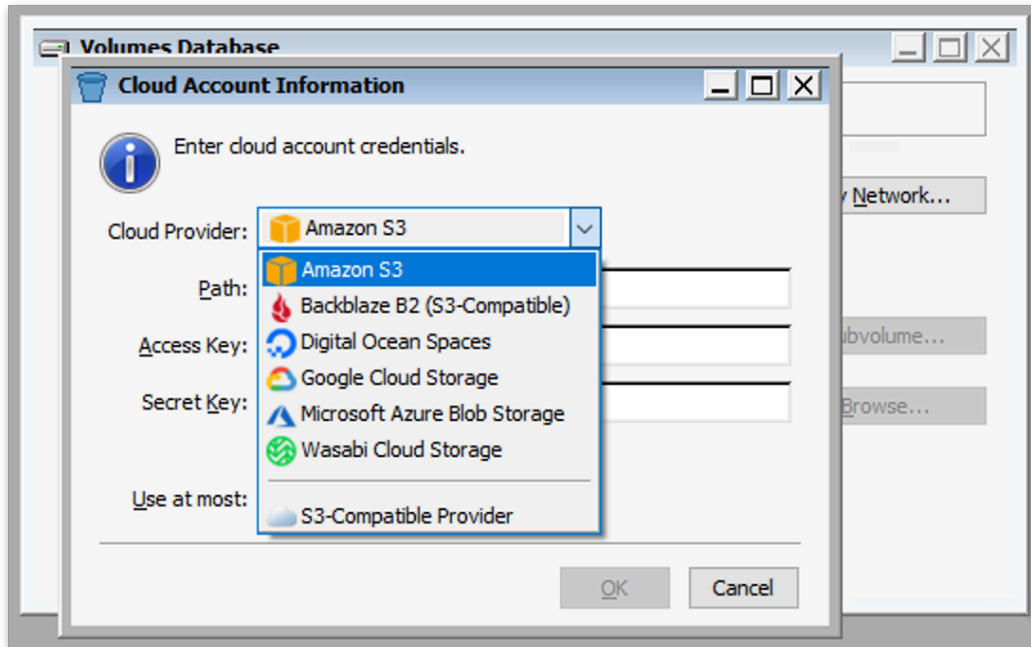 Volumes Database
Cloud Account Information
Enter cloud account credentials.
Cloud Provider: Amazon S3
Amazon S3
Path:
Backblaze B2 (S3-Compatible)
Access Key:
Digital Ocean Spaces
Google Cloud Storage
Secret Key:
Microsoft Azure Blob Storage
Wasabi Cloud Storage
Use at most:
S3-Compatible Provider
OK
Cancel
Network...
Browse...